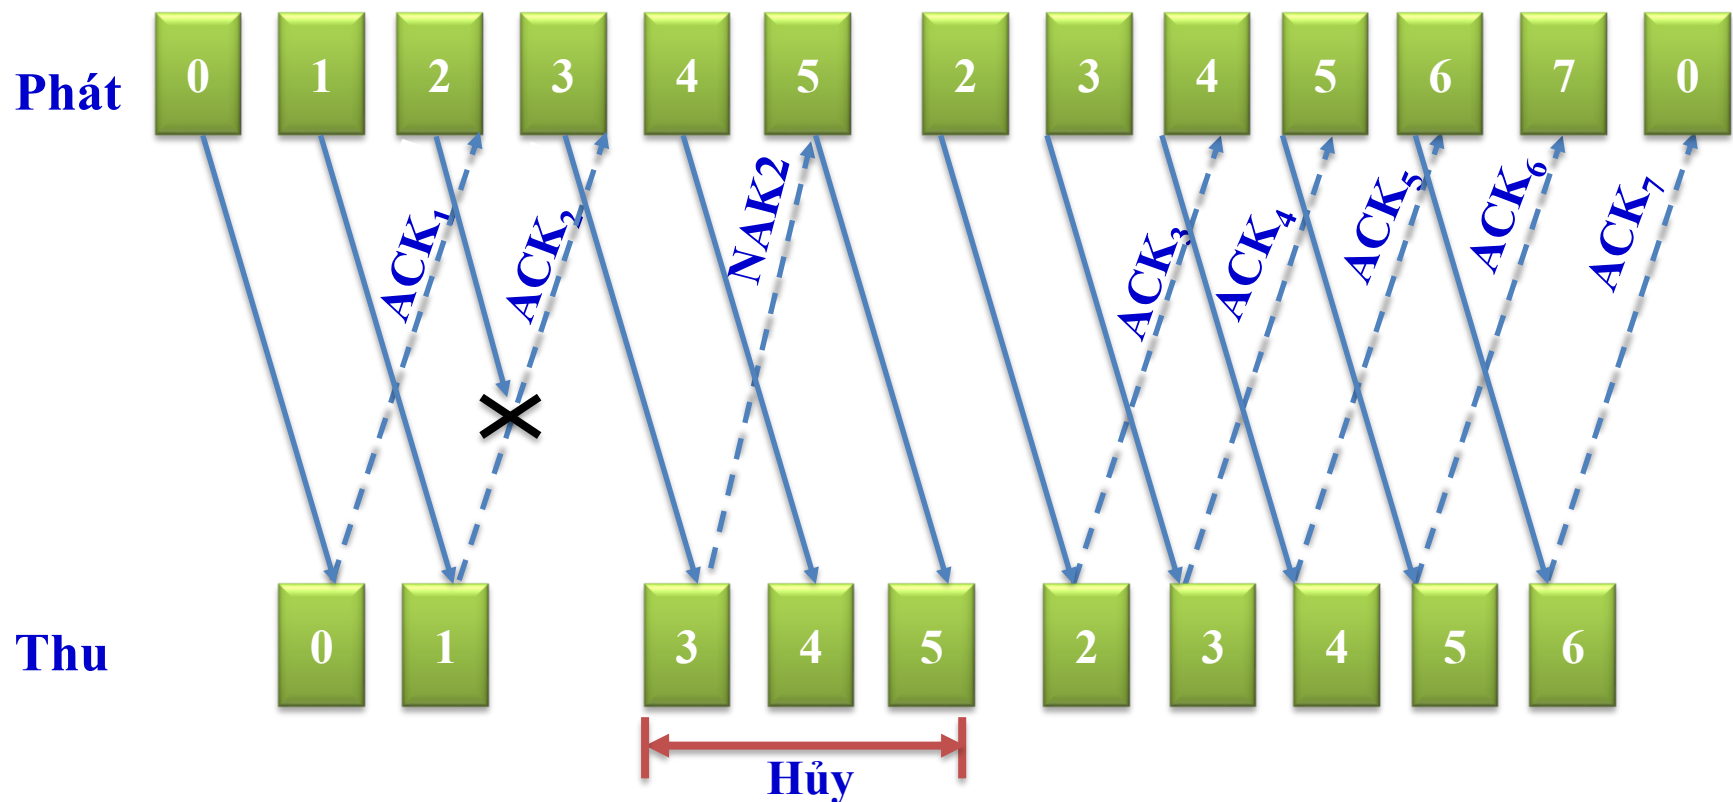 Phát 0 1 2 3 4 5 2 3 4 5 6 7 0
ACK1 ACK2 NAK2 ACK3 ACK4 ACK5 ACK6 ACK7
Thu 0 1 3 4 5 2 3 4 5 6
Hủy